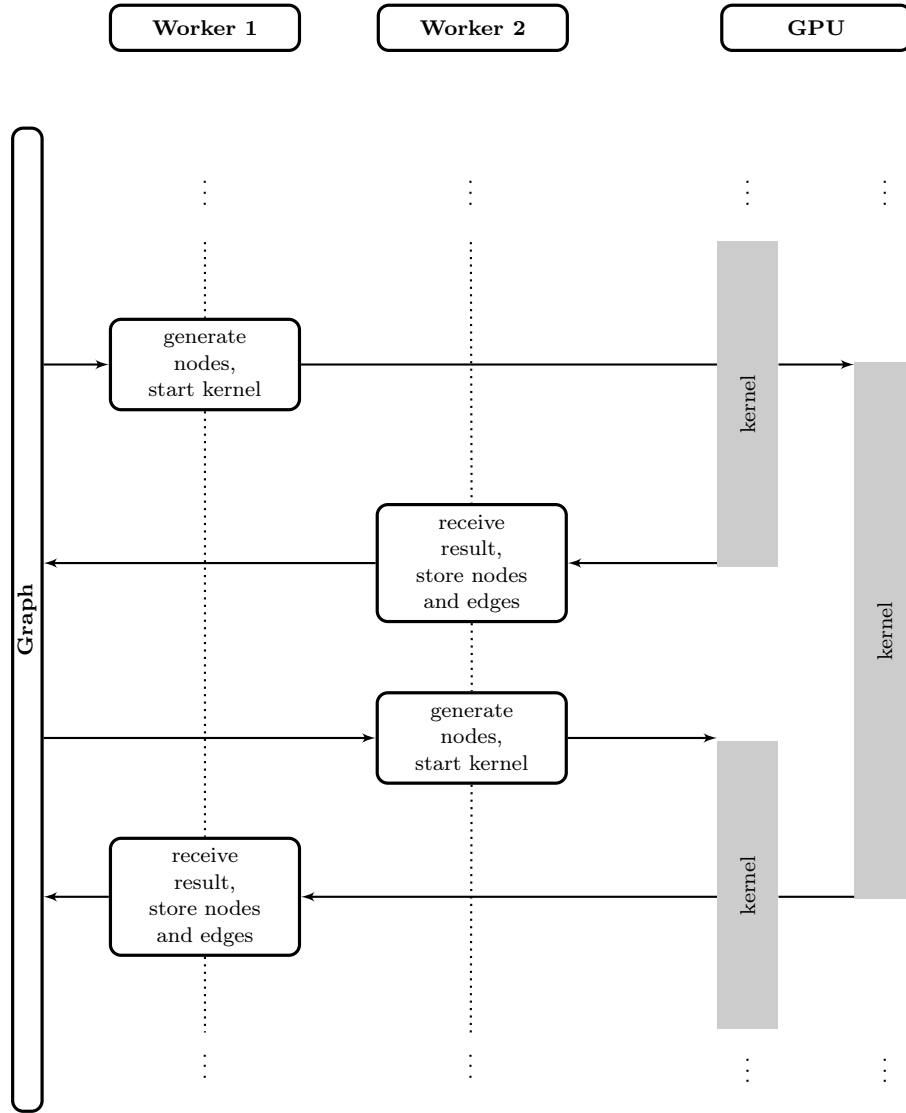 Worker 1
Worker 2
GPU
generate
nodes,
start kernel
kernel
receive
result,
store nodes
and edges
Graph
kernel
generate
nodes,
start kernel
receive
result,
store nodes
and edges
kernel